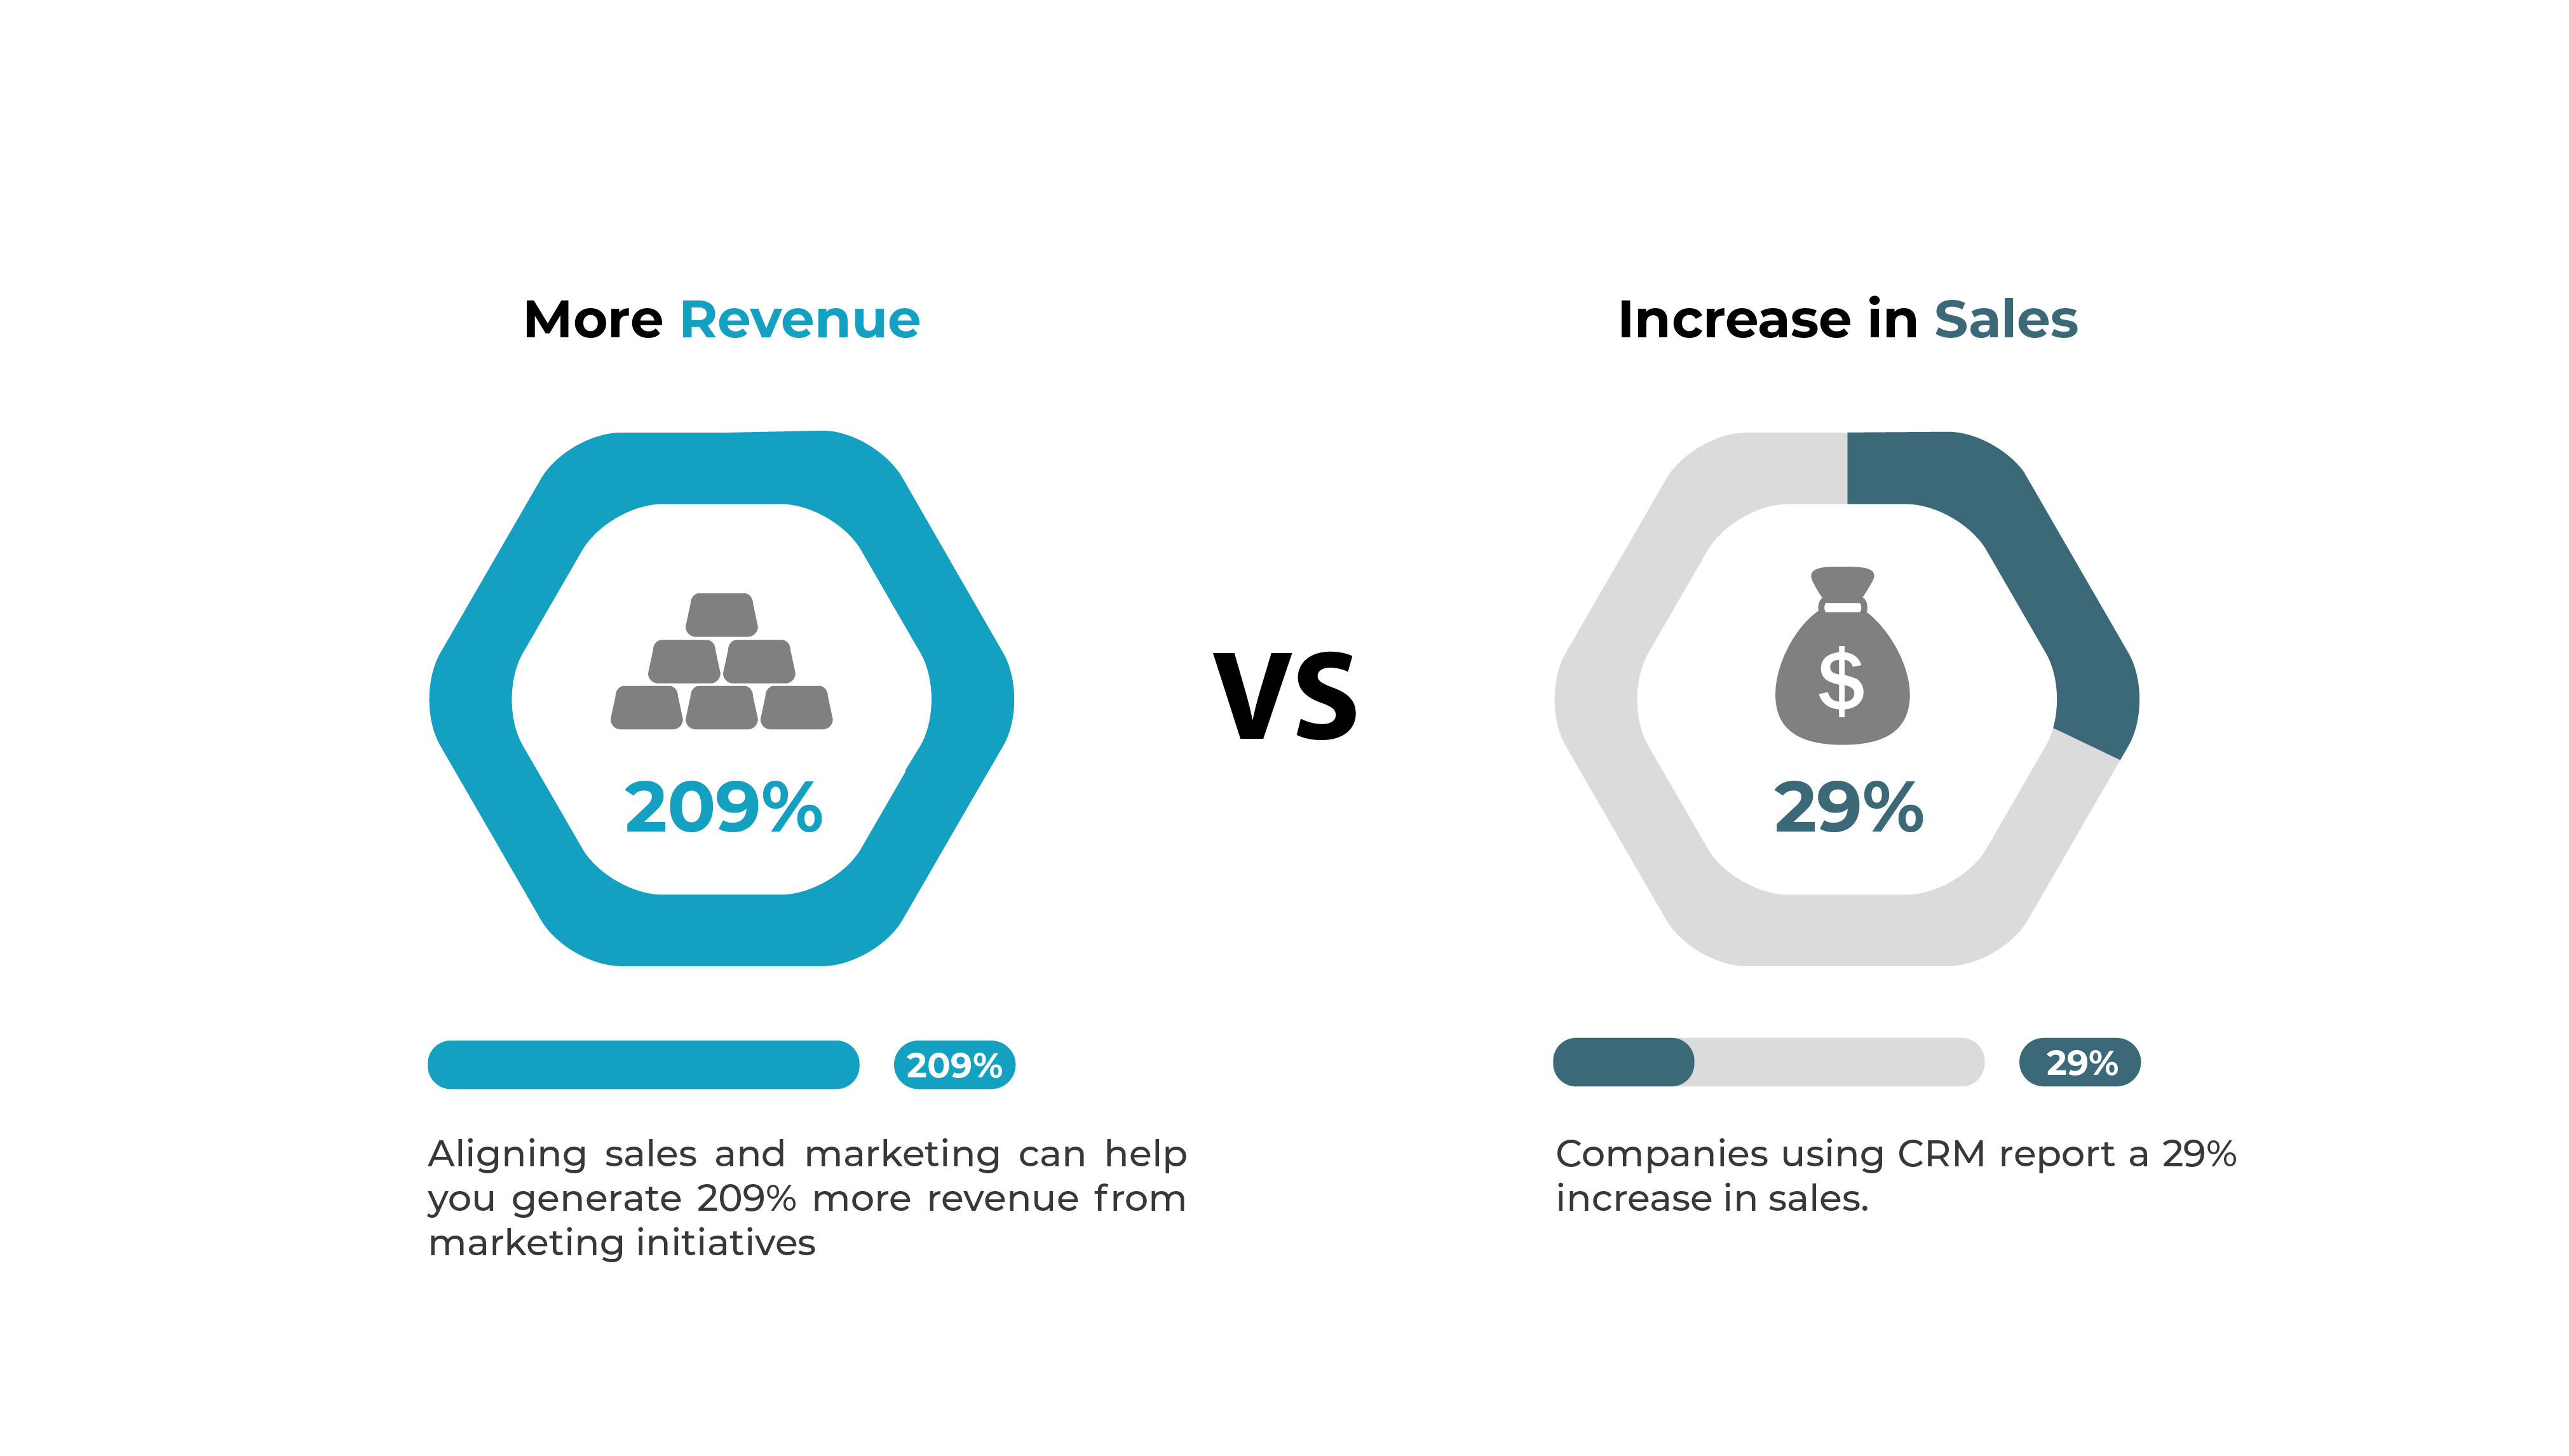 More Revenue
209%
209%
Aligning sales and marketing can help
you generate 209% more revenue from
marketing initiatives
VS
Increase in Sales
$
29%
29%
Companies using CRM report a 29%
increase in sales.